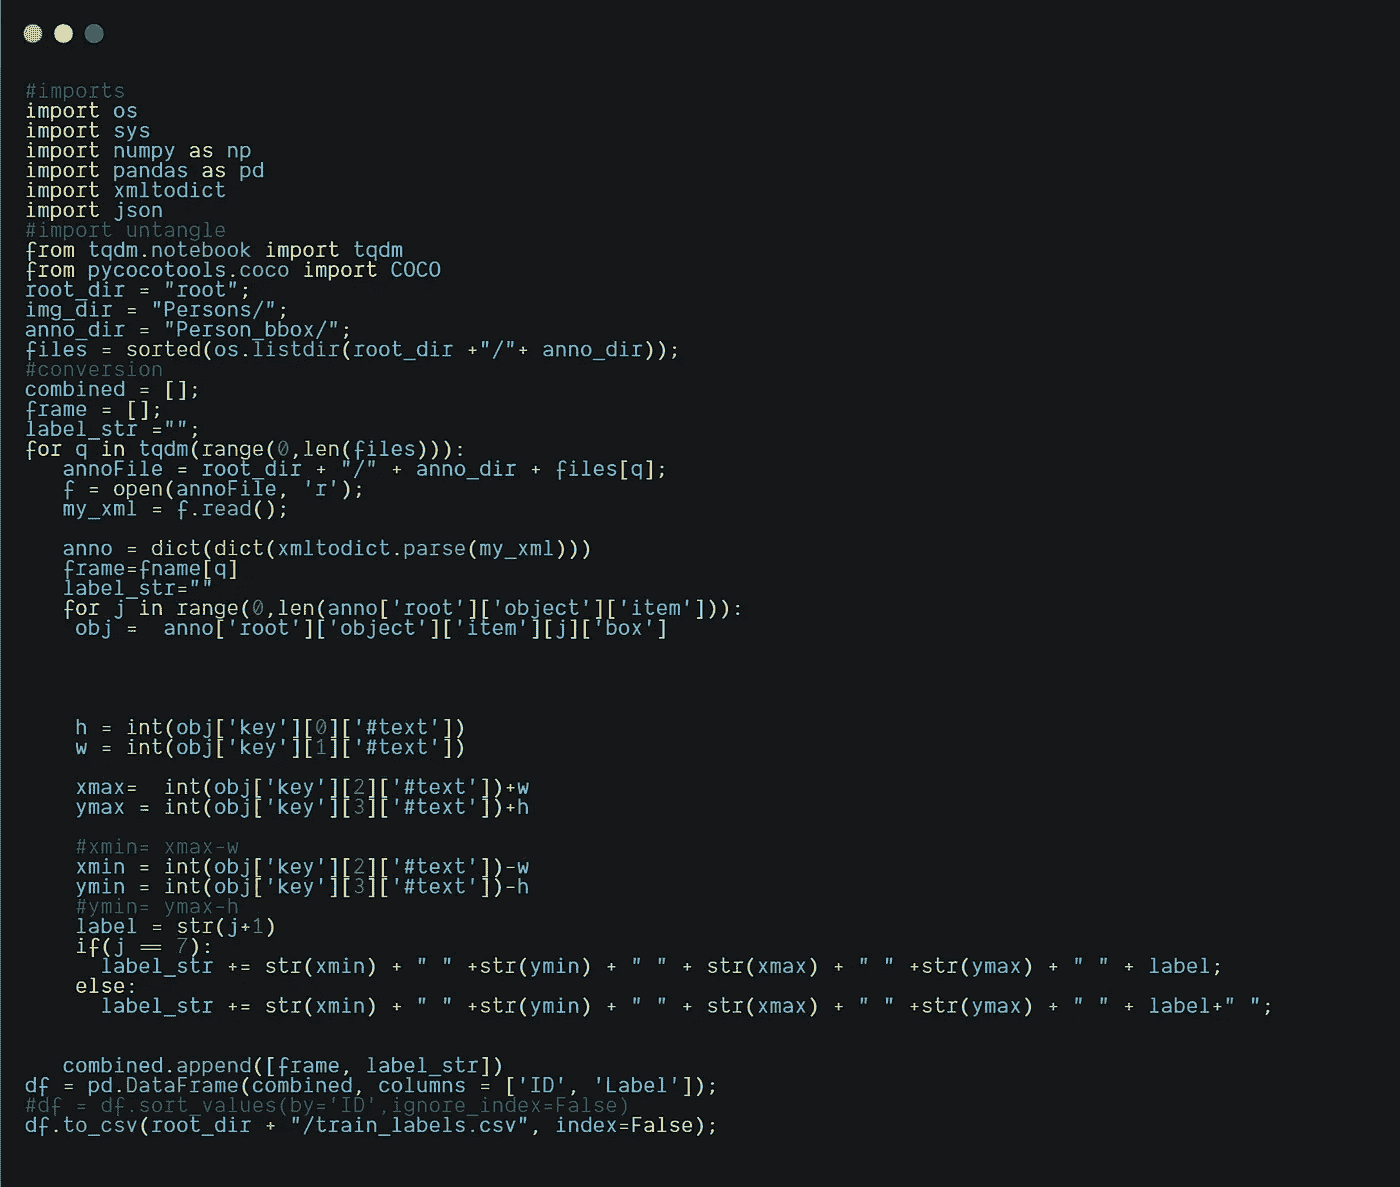 #imports
import os
import sys
import numpy as np
import pandas as pd
import xmltodict
import json
#import untangle
from tqdm.notebook import tqdm
from pycocotools.coco import COCO
root_dir = "root";
img_dir = "Persons/";
anno_dir = "Person_bbox/";
files = sorted(os.listdir(root_dir +"/"+ anno_dir));
#conversion
combined = [];
frame = [];
label_str ="";
for q in tqdm(range(0,len(files))):
   annoFile = root_dir + "/" + anno_dir + files[q];
   f = open(annoFile, 'r');
   my_xml = f.read();
   anno = dict(dict(xmltodict.parse(my_xml)))
   frame=fname[q]
   label_str=""
   for j in range(0,len(anno['root']['object']['item'])):
    obj =  anno['root']['object']['item'][j]['box']
    h = int(obj['key'][0]['#text'])
    w = int(obj['key'][1]['#text'])
    xmax=  int(obj['key'][2]['#text'])+w
    ymax = int(obj['key'][3]['#text'])+h
    #xmin= xmax-w
    xmin = int(obj['key'][2]['#text'])-w
    ymin = int(obj['key'][3]['#text'])-h
    #ymin= ymax-h
    label = str(j+1)
    if(j == 7):
      label_str += str(xmin) + " " +str(ymin) + " " + str(xmax) + " " +str(ymax) + " " + label;
    else:
      label_str += str(xmin) + " " +str(ymin) + " " + str(xmax) + " " +str(ymax) + " " + label+" ";
   combined.append([frame, label_str])
df = pd.DataFrame(combined, columns = ['ID', 'Label']);
#df = df.sort_values(by='ID',ignore_index=False)
df.to_csv(root_dir + "/train_labels.csv", index=False);